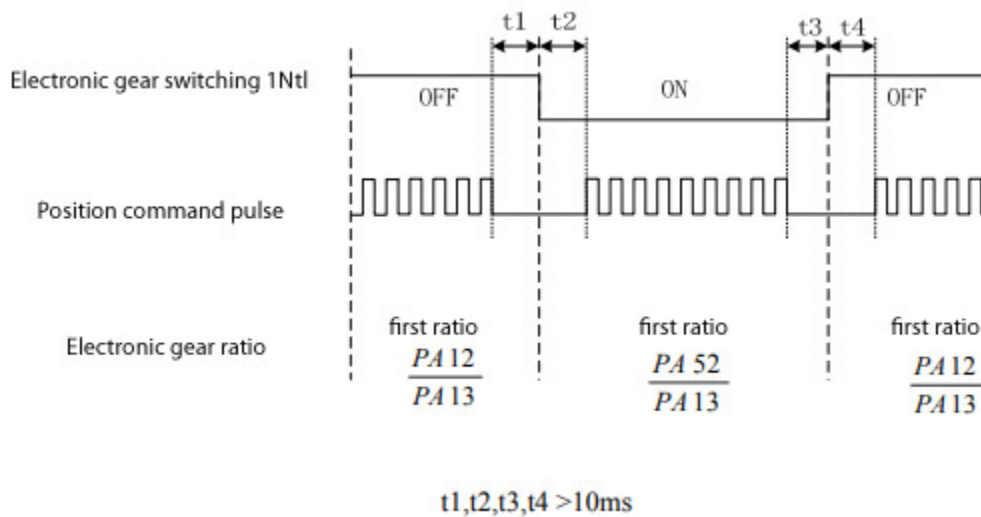 t1 t2 t3 t4
Electronic gear switching 1Ntl
OFF ON OFF
Position command pulse
first ratio first ratio first ratio
Electronic gear ratio
PA 12 PA 52 PA 12
PA 13 PA 13 PA 13
t1,t2,t3,t4 >10ms